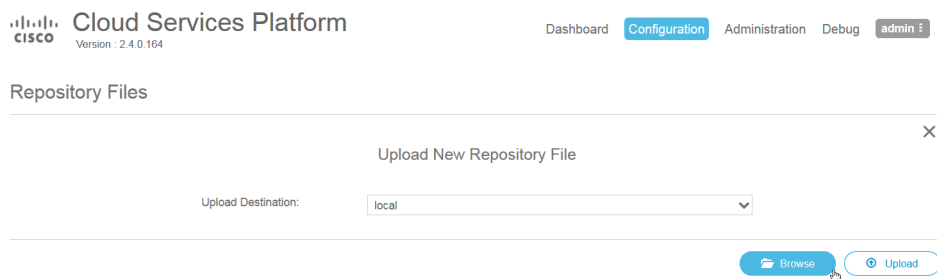 CISCO
Cloud Services Platform
Version : 2.4.0.164
Dashboard Configuration Administration Debug admin
Repository Files
Upload New Repository File
Upload Destination: local
Browse Upload